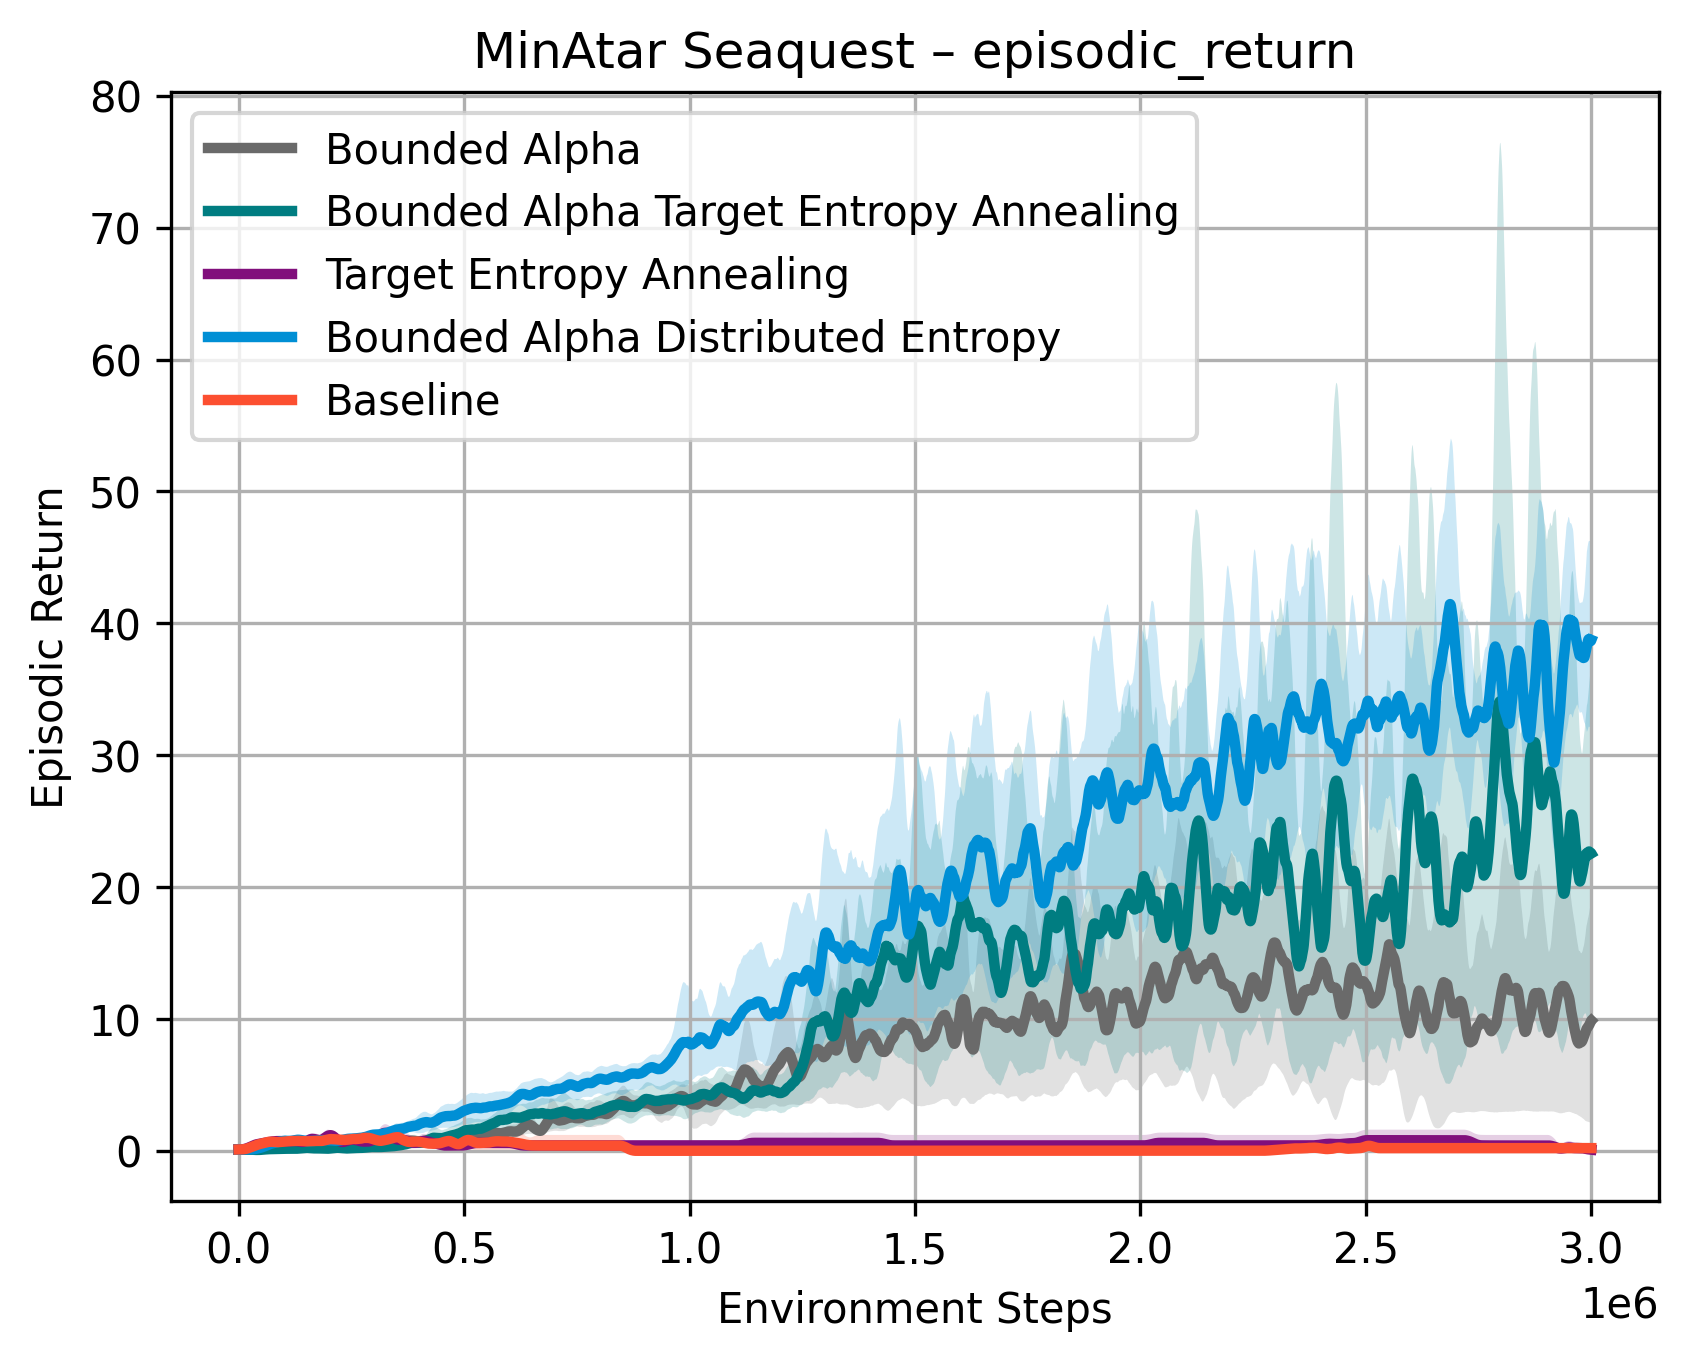 MinAtar Seaquest – episodic_return
80
70
60
50
40
30
20
10
0
Episodic Return
Bounded Alpha
Bounded Alpha Target Entropy Annealing
Target Entropy Annealing
Bounded Alpha Distributed Entropy
Baseline
0.0 0.5 1.0 1.5 2.0 2.5 3.0
1e6
Environment Steps